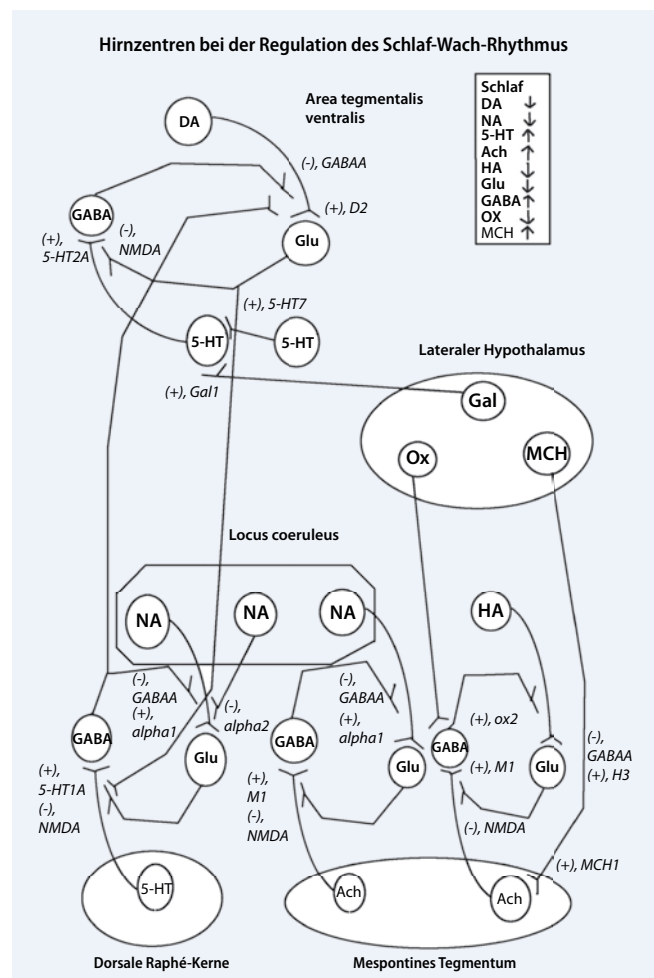 Hirnzentren bei der Regulation des Schlaf-Wach-Rhythmus
Schlaf
DA ↓
NA ↓
5-HT ↑
Ach ↑
HA ↓
Glu ↓
GABA ↑
OX ↓
MCH ↑
Area tegmentalis
ventralis
DA
(-), GABAA
(+), D2
GABA
(+),
5-HT2A
(-),
NMDA
Glu
(+), 5-HT7
5-HT
5-HT
(+), Gal1
Lateraler Hypothalamus
Gal
Ox
MCH
Locus coeruleus
NA
NA
NA
HA
(-),
GABAA
(+),
alpha1
(-),
alpha2
(-),
GABAA
(+),
alpha1
(+), ox2
(-),
GABAA
(+), H3
GABA
Glu
GABA
Glu
GABA
(+), M1
Glu
(+),
5-HT1A
(-),
NMDA
(+),
M1
(-),
NMDA
(-), NMDA
(+), MCH1
5-HT
Ach
Ach
Dorsale Raphé-Kerne
Mespontines Tegmentum